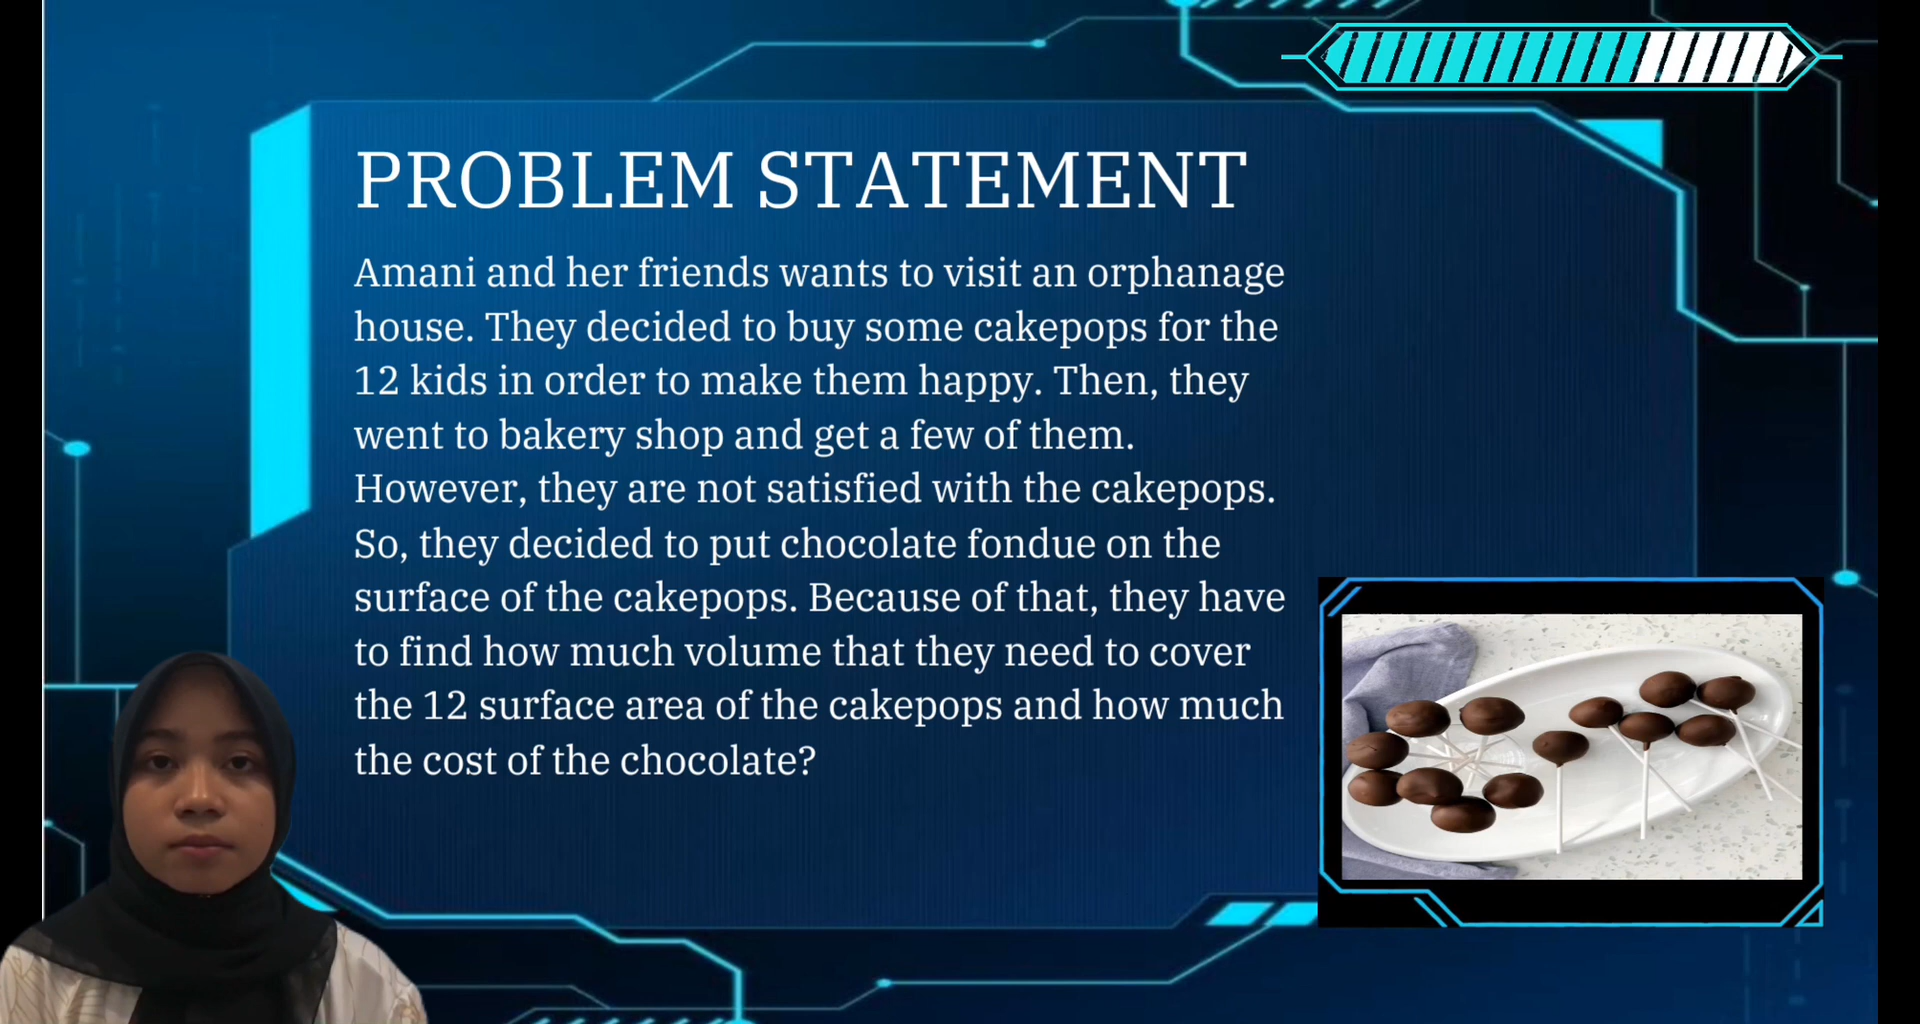 PROBLEM STATEMENT
Amani and her friends wants to visit an orphanage
house. They decided to buy some cakepops for the
12 kids in order to make them happy. Then, they
went to bakery shop and get a few of them.
However, they are not satisfied with the cakepops.
So, they decided to put chocolate fondue on the
surface of the cakepops. Because of that, they have
to find how much volume that they need to cover
the 12 surface area of the cakepops and how much
the cost of the chocolate?